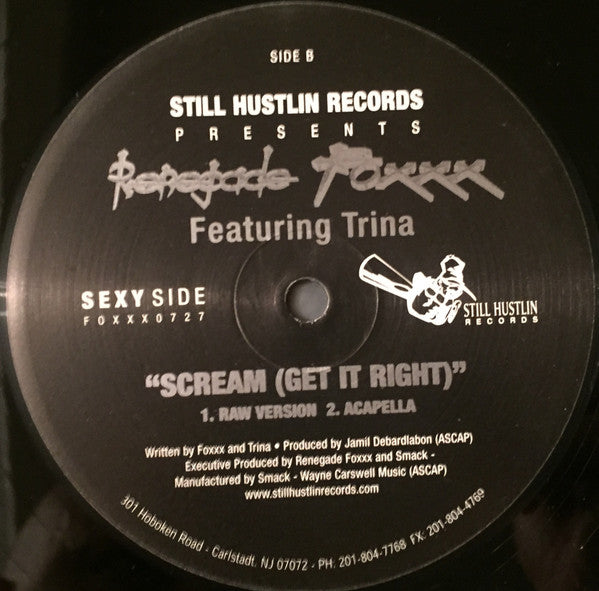 SIDE B
STILL HUSTLIN RECORDS
PRESENTS
Renegade Foxxx
Featuring Trina
SEXY SIDE
FOXXX0727
STILL HUSTLIN
RECORDS
"SCREAM (GET IT RIGHT)"
1. RAW VERSION 2. ACAPELLA
Written by Foxxx and Trina • Produced by Jamil Debardlabon (ASCAP)
Executive Produced by Renegade Foxxx and Smack -
Manufactured by Smack - Wayne Carswell Music (ASCAP)
www.stillhustlinrecords.com
301 Hoboken Road - Carlstadt. NJ 07072 - PH: 201-804-7768 FX: 201-804-4769